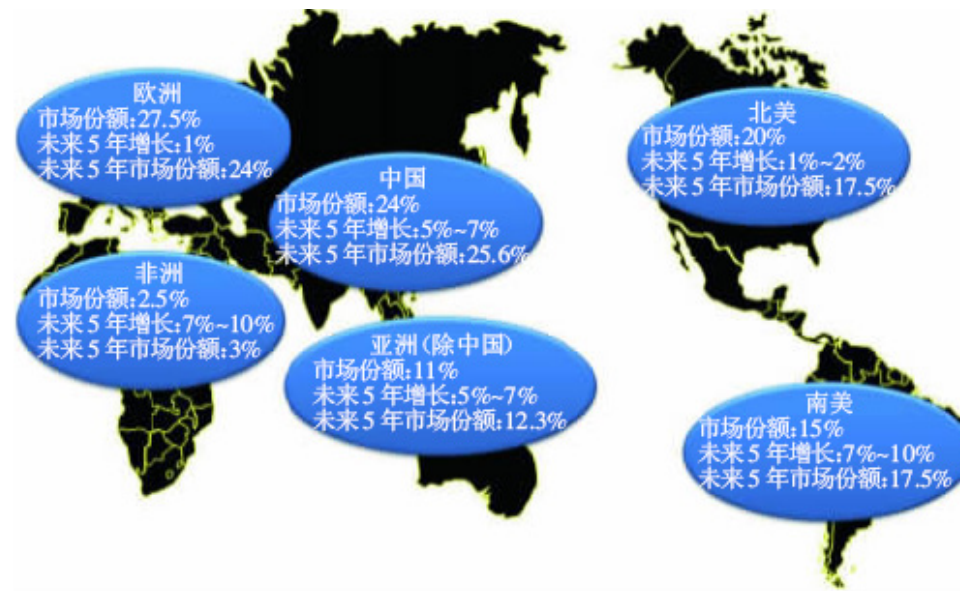 欧洲
市场份额:27.5%
未来5年增长:1%
未来5年市场份额:24%
北美
市场份额:20%
未来5年增长:1%~2%
未来5年市场份额:17.5%
中国
市场份额:24%
未来5年增长:5%~7%
未来5年市场份额:25.6%
非洲
市场份额:2.5%
未来5年增长:7%~10%
未来5年市场份额:3%
亚洲(除中国)
市场份额:11%
未来5年增长:5%~7%
未来5年市场份额:12.3%
南美
市场份额:15%
未来5年增长:7%~10%
未来5年市场份额:17.5%